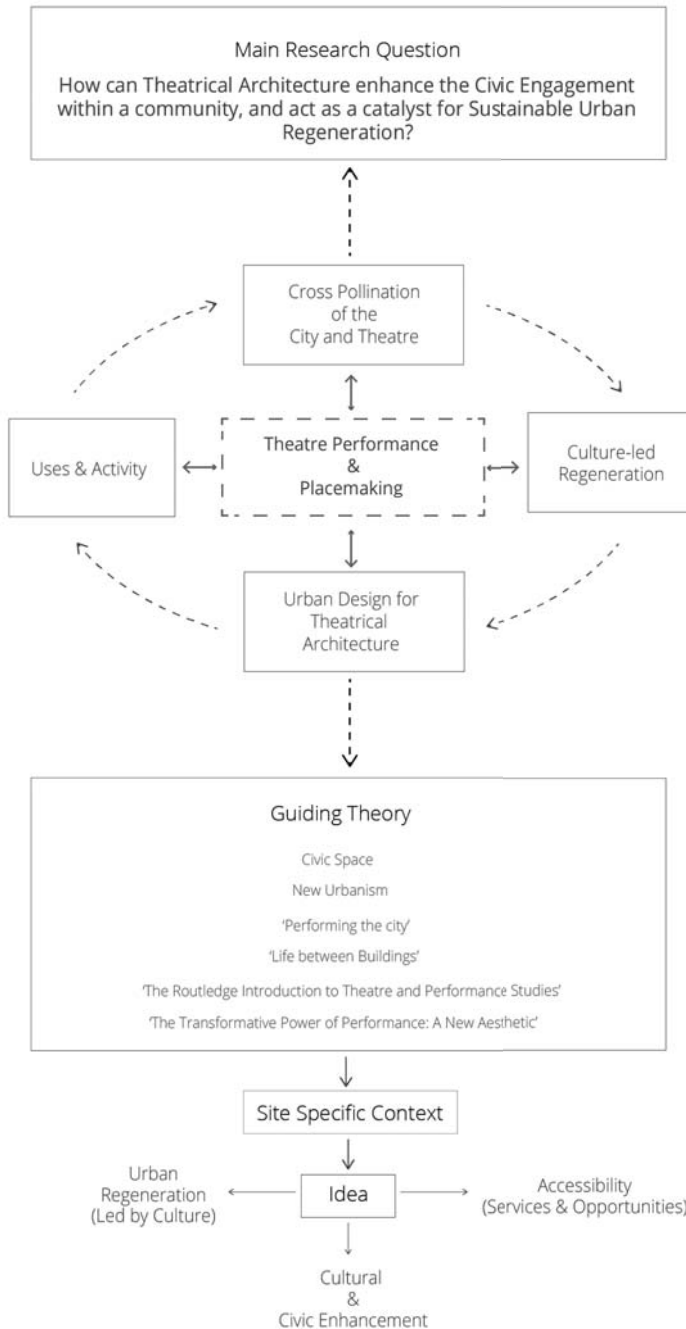 Main Research Question
How can Theatrical Architecture enhance the Civic Engagement
within a community, and act as a catalyst for Sustainable Urban
Regeneration?
Cross Pollination
of the
City and Theatre
Uses & Activity
Theatre Performance
&
Placemaking
Culture-led
Regeneration
Urban Design for
Theatrical
Architecture
Guiding Theory
Civic Space
New Urbanism
‘Performing the city’
‘Life between Buildings’
‘The Routledge Introduction to Theatre and Performance Studies’
‘The Transformative Power of Performance: A New Aesthetic’
Site Specific Context
Urban
Regeneration
(Led by Culture)
Idea
Accessibility
(Services & Opportunities)
Cultural
&
Civic Enhancement